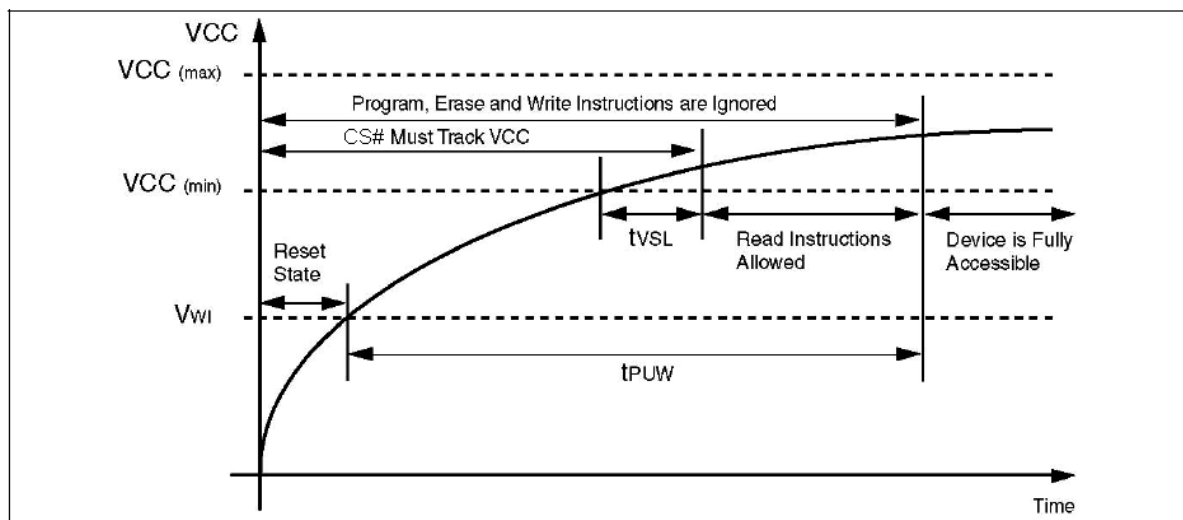 VCC
VCC (max)
Program, Erase and Write Instructions are Ignored
CS# Must Track VCC
VCC (min)
tVSL
Read Instructions
Allowed
Device is Fully
Accessible
Reset
State
VWI
tPUW
Time